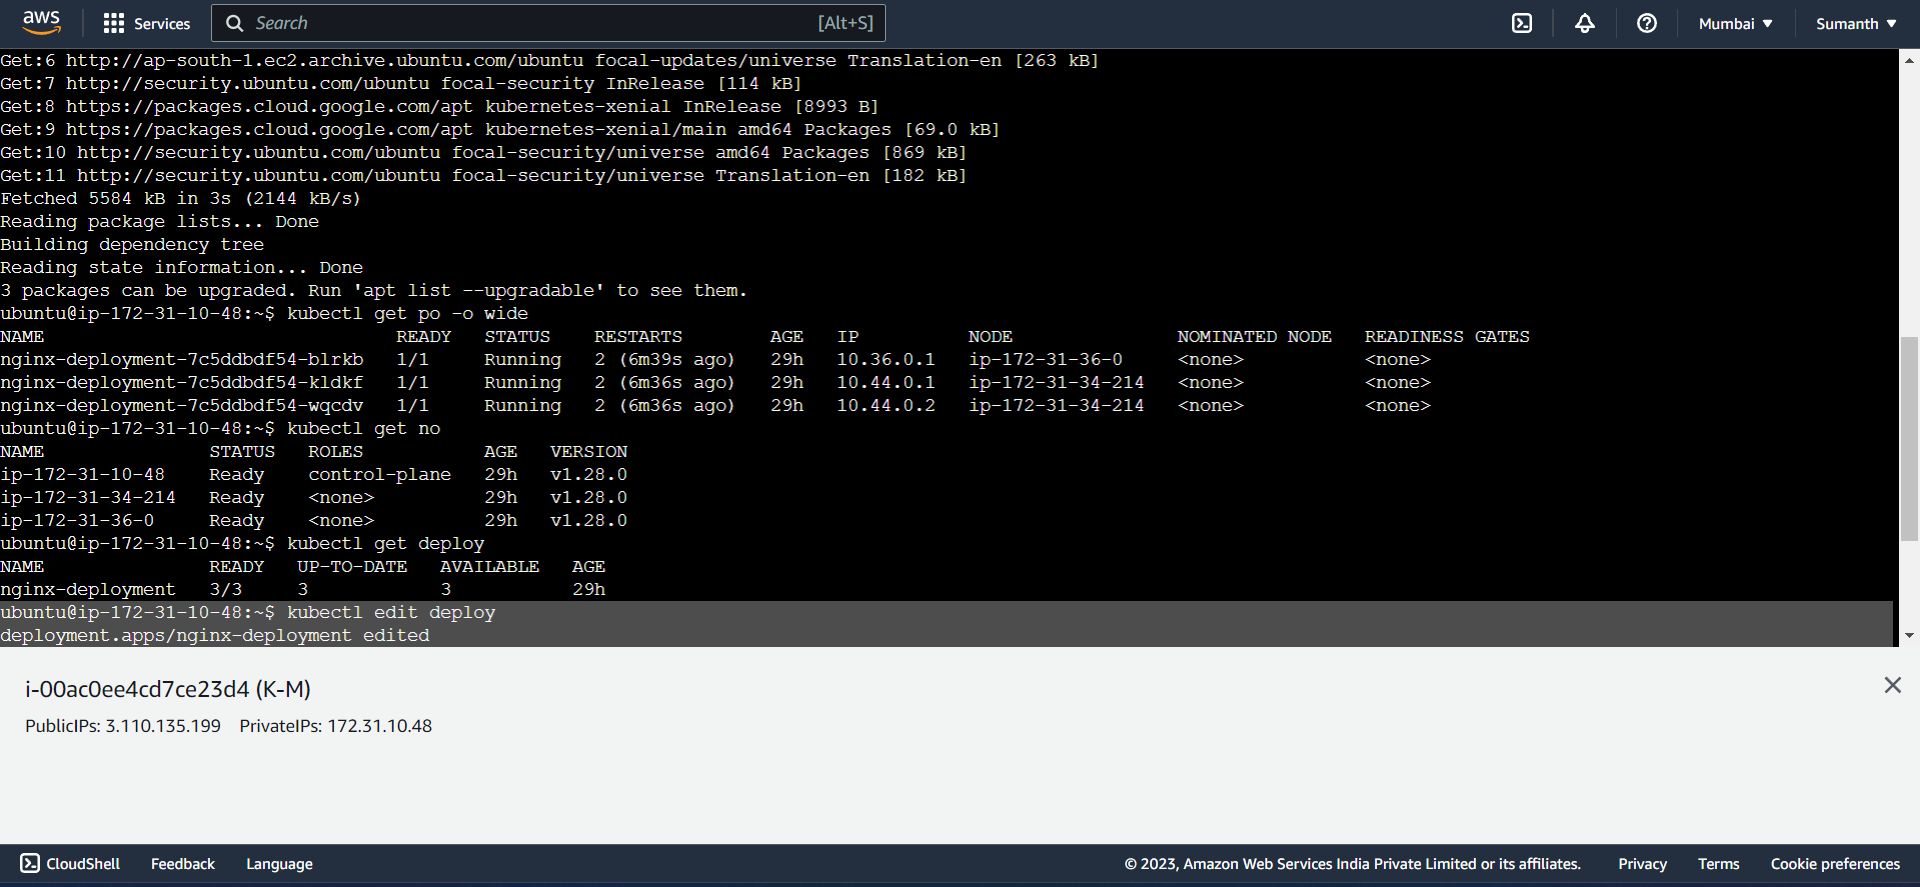 aws Services Search [Alt+S] Mumbai ▼ Sumanth ▼
Get:6 http://ap-south-1.ec2.archive.ubuntu.com/ubuntu focal-updates/universe Translation-en [263 kB]
Get:7 http://security.ubuntu.com/ubuntu focal-security InRelease [114 kB]
Get:8 https://packages.cloud.google.com/apt kubernetes-xenial InRelease [8993 B]
Get:9 https://packages.cloud.google.com/apt kubernetes-xenial/main amd64 Packages [69.0 kB]
Get:10 http://security.ubuntu.com/ubuntu focal-security/universe amd64 Packages [869 kB]
Get:11 http://security.ubuntu.com/ubuntu focal-security/universe Translation-en [182 kB]
Fetched 5584 kB in 3s (2144 kB/s)
Reading package lists... Done
Building dependency tree
Reading state information... Done
3 packages can be upgraded. Run 'apt list --upgradable' to see them.
ubuntu@ip-172-31-10-48:~$ kubectl get po -o wide
NAME READY STATUS RESTARTS AGE IP NODE NOMINATED NODE READINESS GATES
nginx-deployment-7c5ddbdf54-blrkb 1/1 Running 2 (6m39s ago) 29h 10.36.0.1 ip-172-31-36-0 <none> <none>
nginx-deployment-7c5ddbdf54-kldkf 1/1 Running 2 (6m36s ago) 29h 10.44.0.1 ip-172-31-34-214 <none> <none>
nginx-deployment-7c5ddbdf54-wqcdv 1/1 Running 2 (6m36s ago) 29h 10.44.0.2 ip-172-31-34-214 <none> <none>
ubuntu@ip-172-31-10-48:~$ kubectl get no
NAME STATUS ROLES AGE VERSION
ip-172-31-10-48 Ready control-plane 29h v1.28.0
ip-172-31-34-214 Ready <none> 29h v1.28.0
ip-172-31-36-0 Ready <none> 29h v1.28.0
ubuntu@ip-172-31-10-48:~$ kubectl get deploy
NAME READY UP-TO-DATE AVAILABLE AGE
nginx-deployment 3/3 3 3 29h
ubuntu@ip-172-31-10-48:~$ kubectl edit deploy
deployment.apps/nginx-deployment edited
i-00ac0ee4cd7ce23d4 (K-M)
PublicIPs: 3.110.135.199 PrivateIPs: 172.31.10.48
CloudShell Feedback Language © 2023, Amazon Web Services India Private Limited or its affiliates. Privacy Terms Cookie preferences